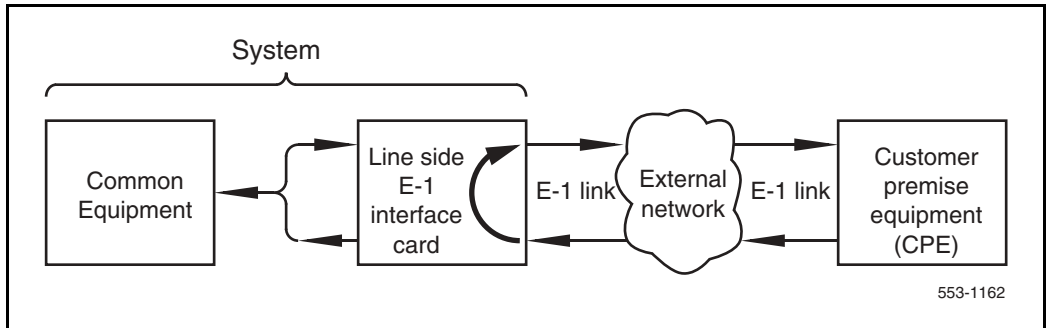 System
Common
Equipment
Line side
E-1
interface
card
E-1 link
External
network
E-1 link
Customer
premise
equipment
(CPE)
553-1162